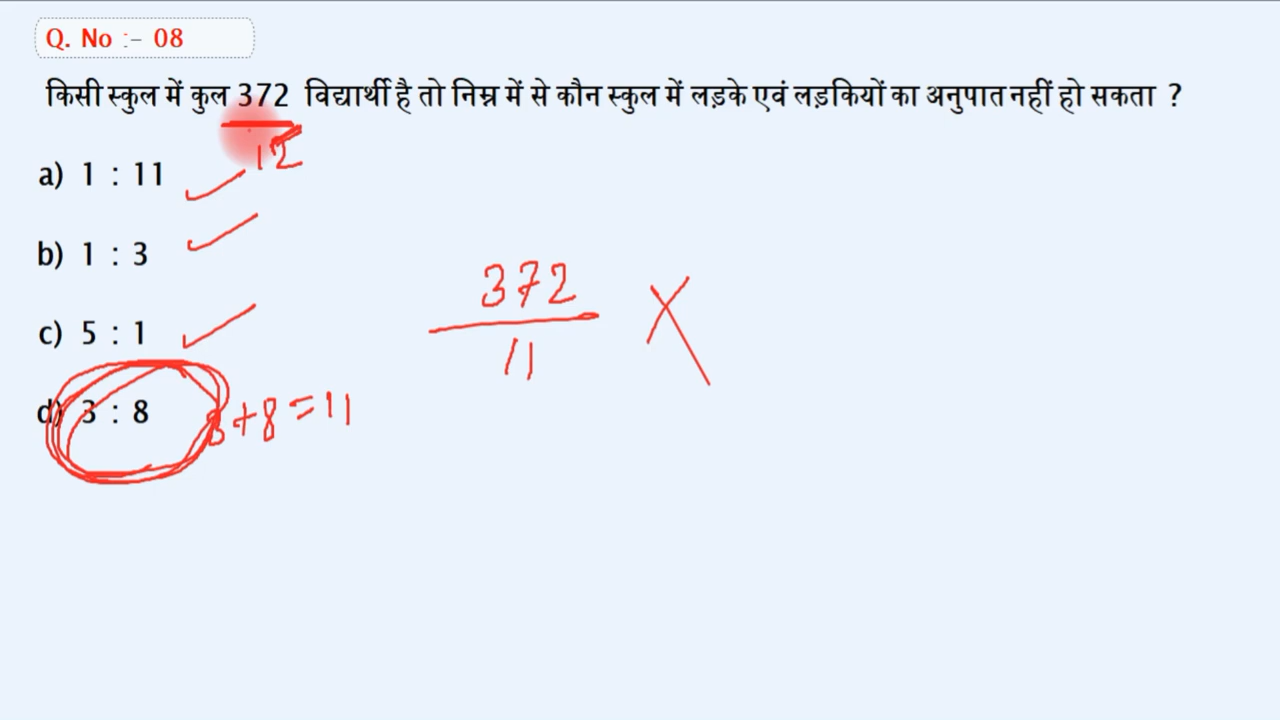 Q. No :- 08
किसी स्कुल में कुल 372 विद्यार्थी है तो निम्न में से कौन स्कुल में लड़के एवं लड़कियों का अनुपात नहीं हो सकता ?
12
a) 1 : 11
b) 1 : 3
372
c) 5 : 1
11
d) 3 : 8 3+8=11